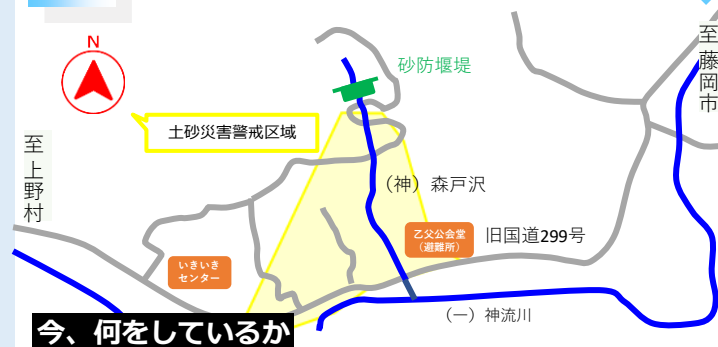 N
砂防堰堤
至藤岡市
土砂災害警戒区域
至上野村
（神）森戸沢
乙父公会堂
（避難所）
旧国道299号
いきいき
センター
（一）神流川
今、何をしているか